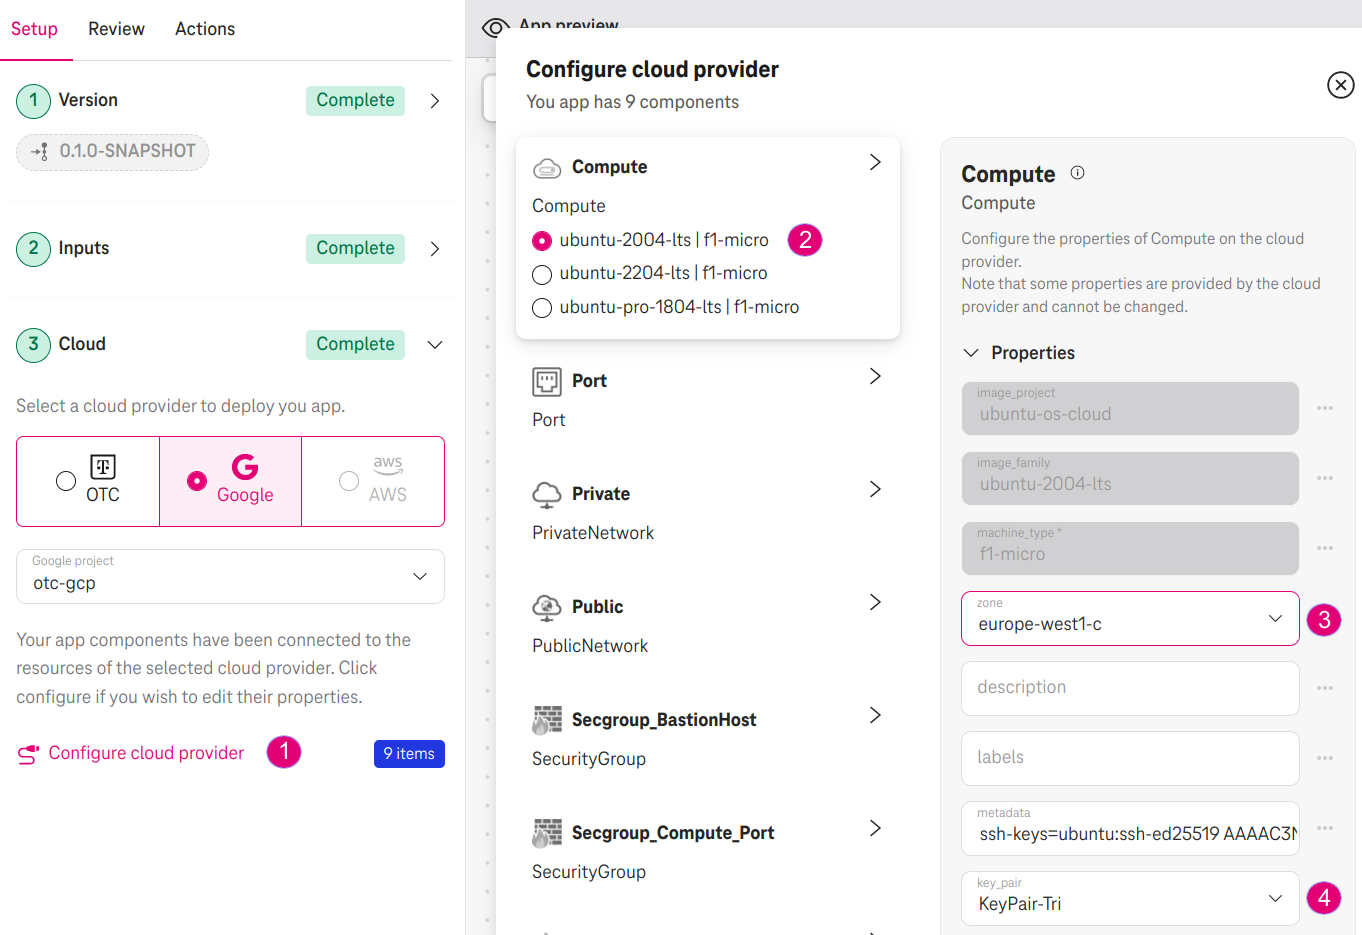 Setup Review Actions
1 Version Complete
0.1.0-SNAPSHOT
2 Inputs Complete
3 Cloud Complete
Select a cloud provider to deploy you app.
OTC
Google
aws
AWS
Google project
otc-gcp
Your app components have been connected to the
resources of the selected cloud provider. Click
configure if you wish to edit their properties.
Configure cloud provider 1 9 items
App preview
Configure cloud provider
You app has 9 components
Compute
Compute
ubuntu-2004-lts | f1-micro 2
ubuntu-2204-lts | f1-micro
ubuntu-pro-1804-lts | f1-micro
Port
Port
Private
PrivateNetwork
Public
PublicNetwork
Secgroup_BastionHost
SecurityGroup
Secgroup_Compute_Port
SecurityGroup
Compute
Compute
Configure the properties of Compute on the cloud
provider.
Note that some properties are provided by the cloud
provider and cannot be changed.
Properties
image_project
ubuntu-os-cloud
image_family
ubuntu-2004-lts
machine_type *
f1-micro
zone
europe-west1-c 3
description
labels
metadata
ssh-keys=ubuntu:ssh-ed25519 AAAAC3N
key_pair
KeyPair-Tri 4